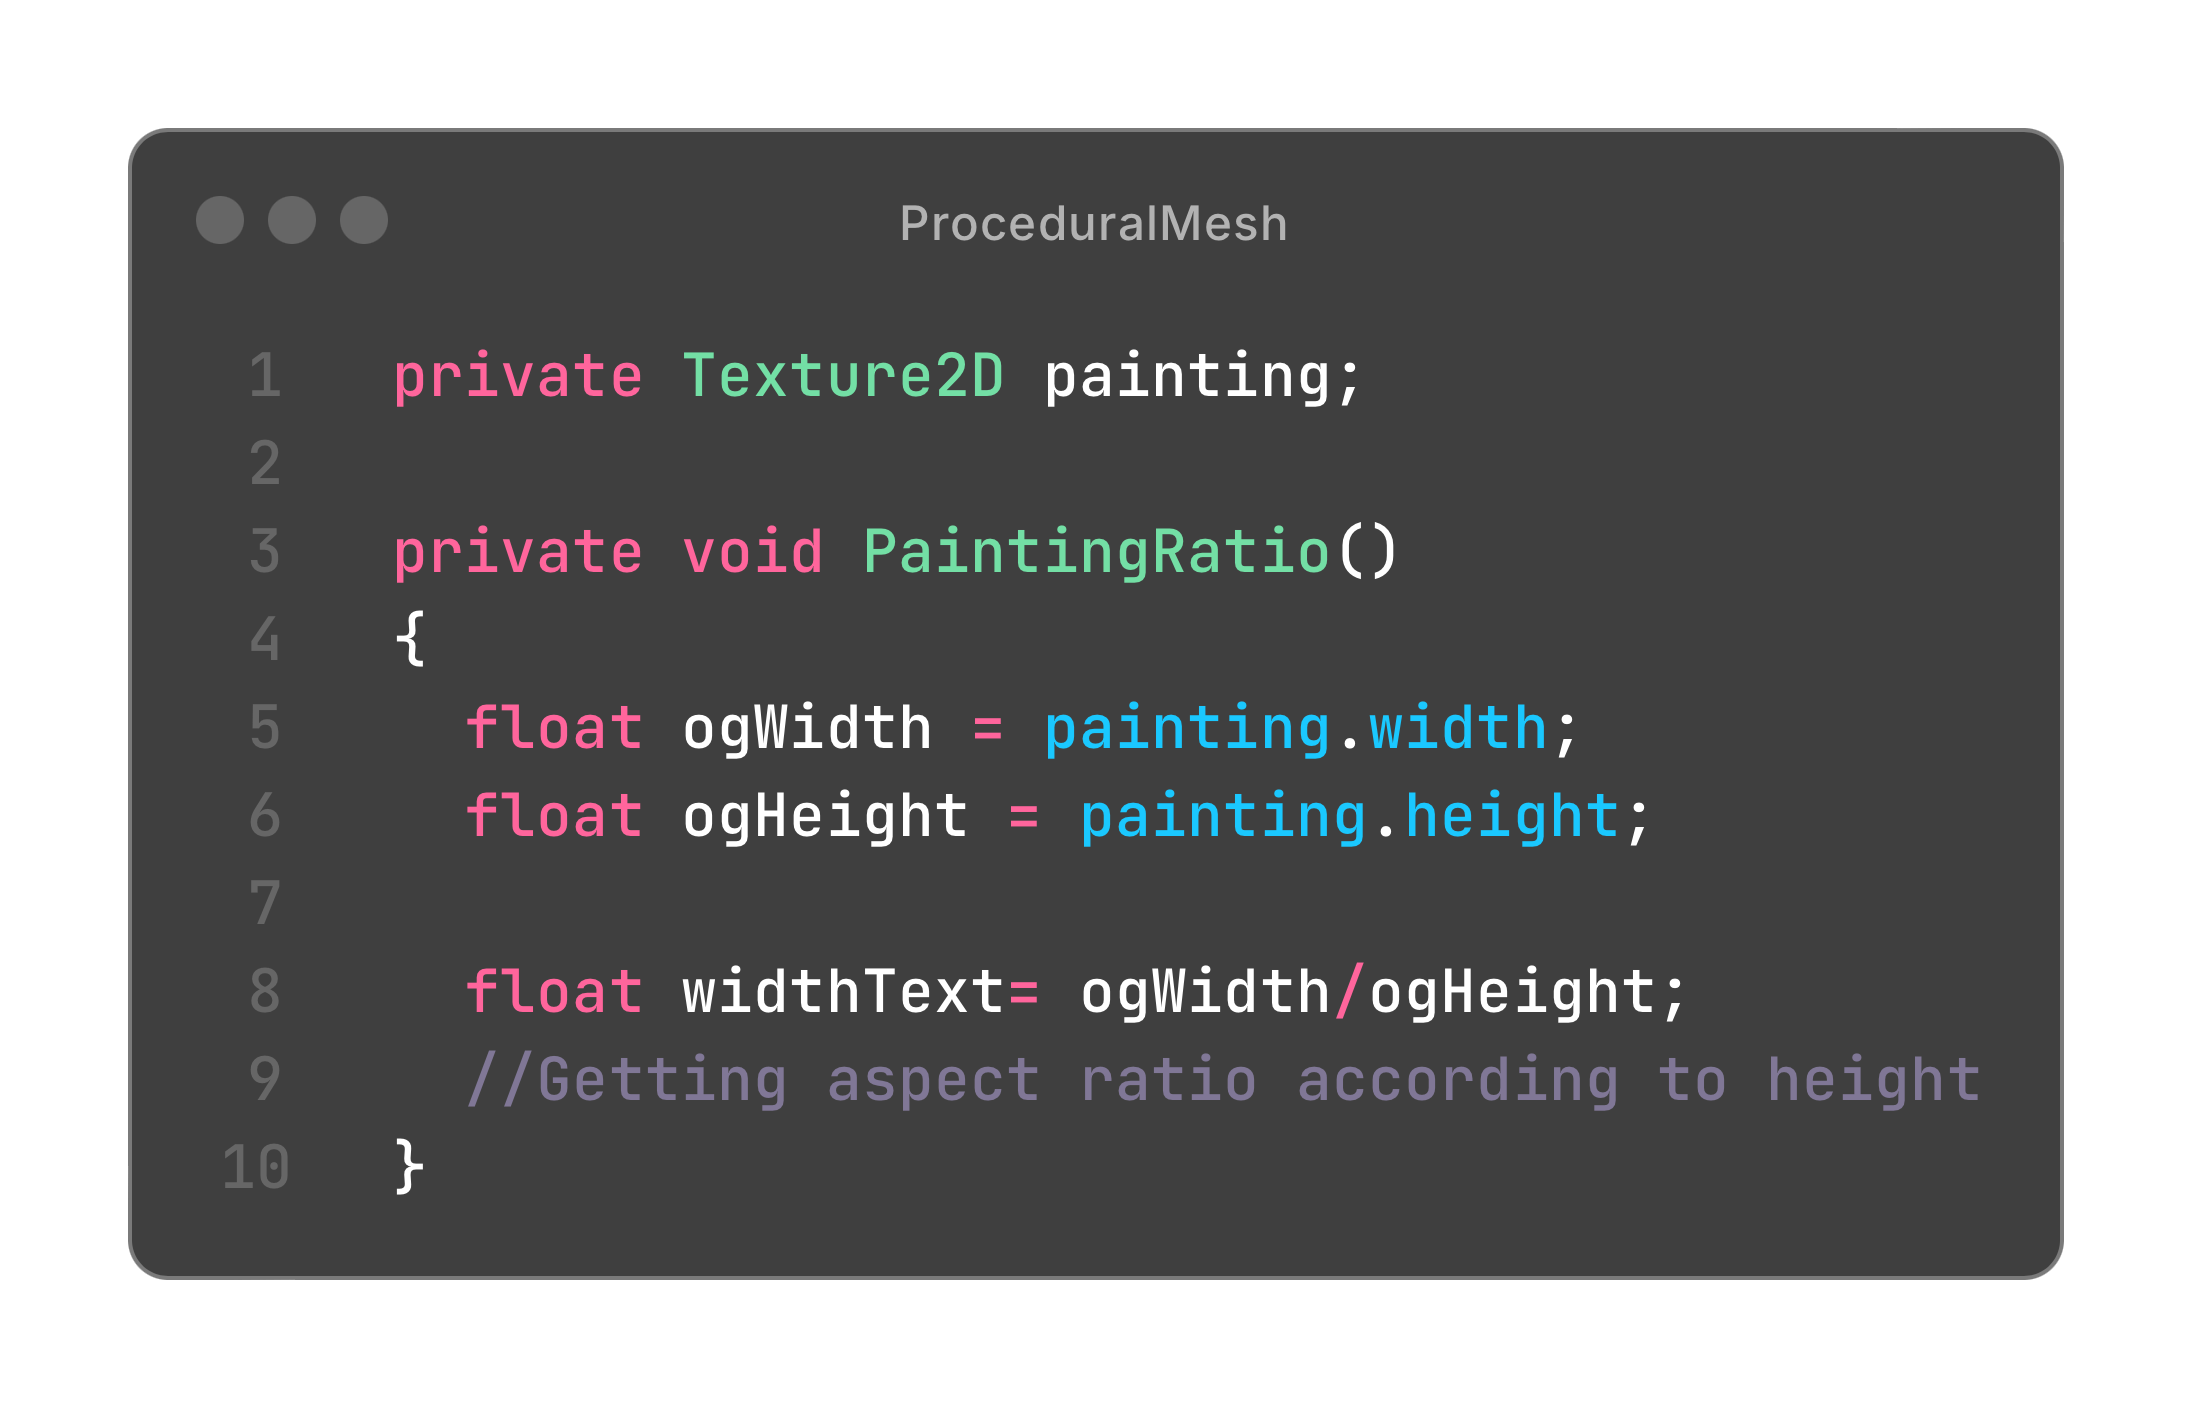 ProceduralMesh
1 private Texture2D painting;
2
3 private void PaintingRatio()
4 {
5   float ogWidth = painting.width;
6   float ogHeight = painting.height;
7
8   float widthText= ogWidth/ogHeight;
9   //Getting aspect ratio according to height
10 }